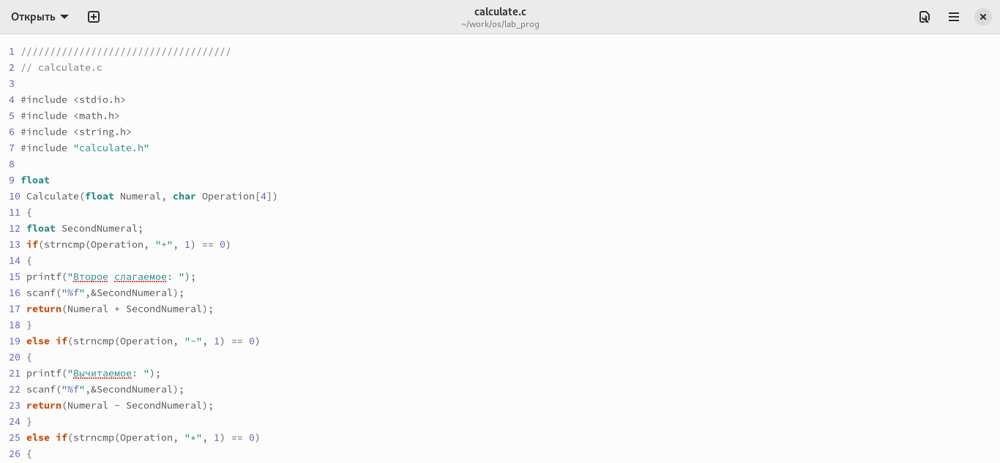 Открыть
calculate.c
~/work/os/lab_prog
1 ////////////////////////////////////
2 // calculate.c
3
4 #include <stdio.h>
5 #include <math.h>
6 #include <string.h>
7 #include "calculate.h"
8
9 float
10 Calculate(float Numeral, char Operation[4])
11 {
12 float SecondNumeral;
13 if(strncmp(Operation, "+", 1) == 0)
14 {
15 printf("Второе слагаемое: ");
16 scanf("%f",&SecondNumeral);
17 return(Numeral + SecondNumeral);
18 }
19 else if(strncmp(Operation, "-", 1) == 0)
20 {
21 printf("Вычитаемое: ");
22 scanf("%f",&SecondNumeral);
23 return(Numeral - SecondNumeral);
24 }
25 else if(strncmp(Operation, "*", 1) == 0)
26 {